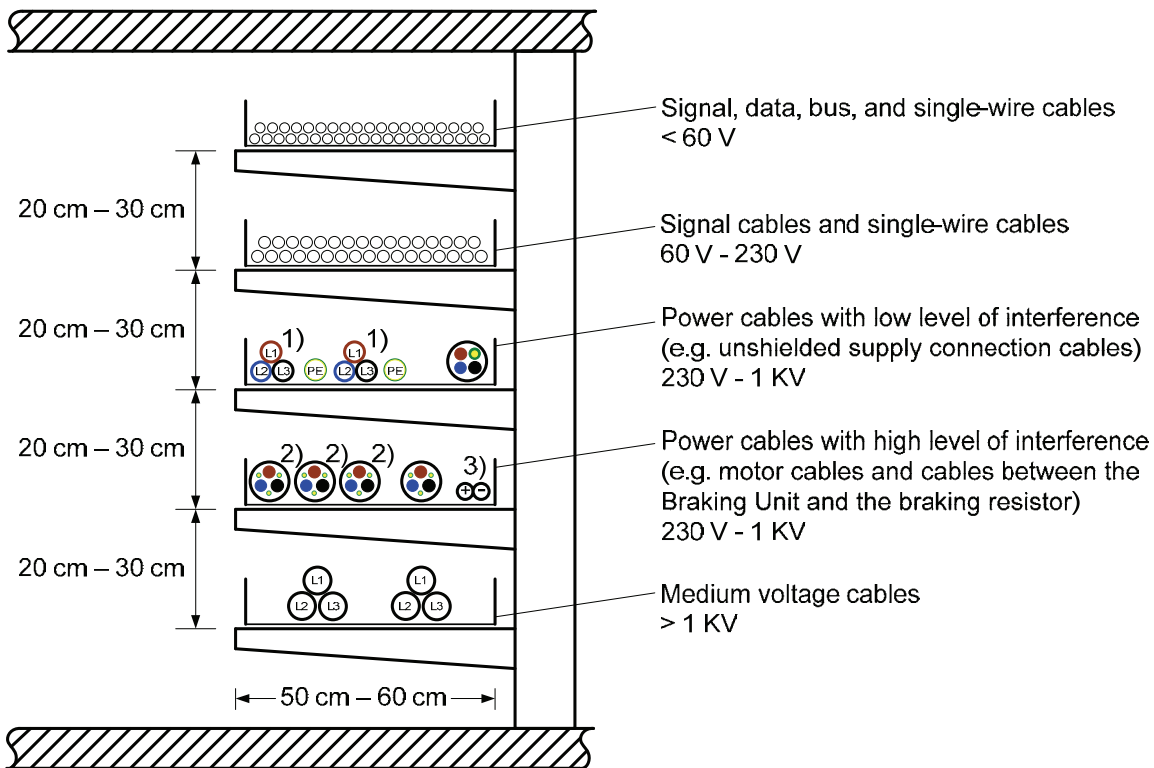 Signal, data, bus, and single-wire cables
< 60 V
20 cm – 30 cm
Signal cables and single-wire cables
60 V - 230 V
20 cm – 30 cm
Power cables with low level of interference
(e.g. unshielded supply connection cables)
230 V - 1 KV
1) 1)
L1 L1
L2 L3 PE L2 L3 PE
20 cm – 30 cm
Power cables with high level of interference
(e.g. motor cables and cables between the
Braking Unit and the braking resistor)
230 V - 1 KV
2) 2) 2) 3)
+ −
20 cm – 30 cm
L1 L1
L2 L3 L2 L3
Medium voltage cables
> 1 KV
50 cm – 60 cm